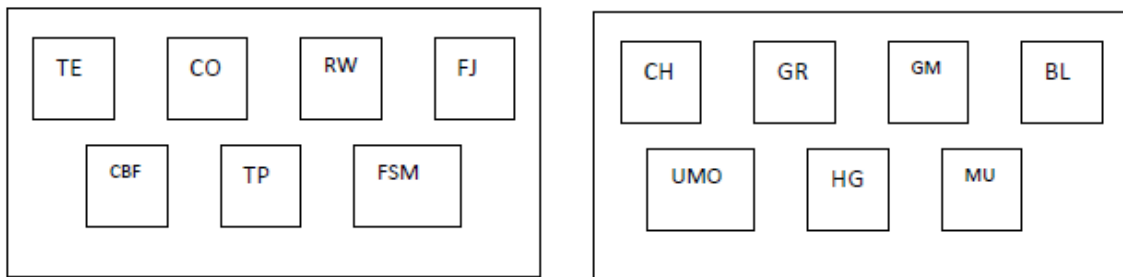 TE CO RW FJ
CBF TP FSM
CH GR GM BL
UMO HG MU